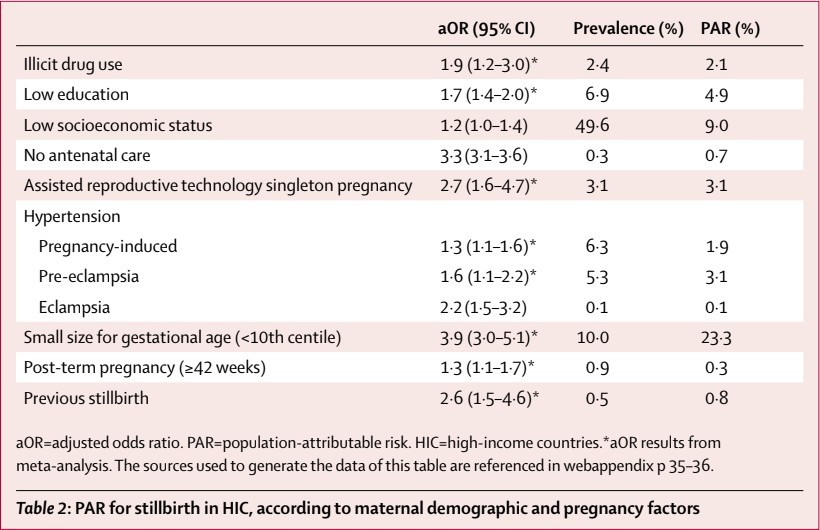 aOR (95% CI) Prevalence (%) PAR (%)
Illicit drug use 1·9 (1·2–3·0)* 2·4 2·1
Low education 1·7 (1·4–2·0)* 6·9 4·9
Low socioeconomic status 1·2 (1·0–1·4) 49·6 9·0
No antenatal care 3·3 (3·1–3·6) 0·3 0·7
Assisted reproductive technology singleton pregnancy 2·7 (1·6–4·7)* 3·1 3·1
Hypertension
Pregnancy-induced 1·3 (1·1–1·6)* 6·3 1·9
Pre-eclampsia 1·6 (1·1–2·2)* 5·3 3·1
Eclampsia 2·2 (1·5–3·2) 0·1 0·1
Small size for gestational age (<10th centile) 3·9 (3·0–5·1)* 10·0 23·3
Post-term pregnancy (≥42 weeks) 1·3 (1·1–1·7)* 0·9 0·3
Previous stillbirth 2·6 (1·5–4·6)* 0·5 0·8
aOR=adjusted odds ratio. PAR=population-attributable risk. HIC=high-income countries.*aOR results from
meta-analysis. The sources used to generate the data of this table are referenced in webappendix p 35–36.
Table 2: PAR for stillbirth in HIC, according to maternal demographic and pregnancy factors